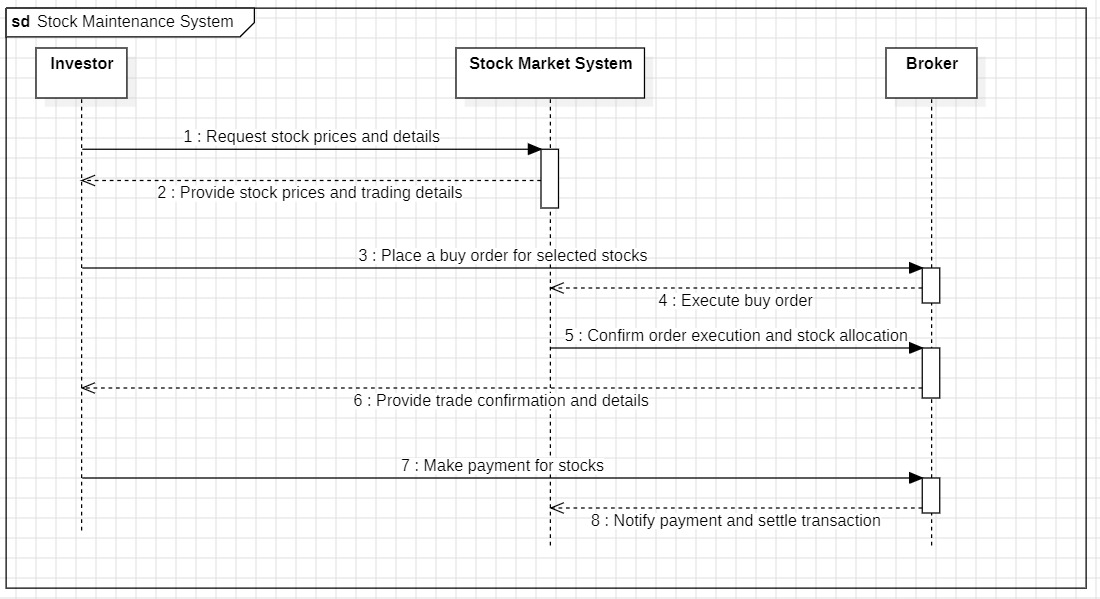 sd Stock Maintenance System
Investor
Stock Market System
Broker
1 : Request stock prices and details
2 : Provide stock prices and trading details
3 : Place a buy order for selected stocks
4 : Execute buy order
5 : Confirm order execution and stock allocation
6 : Provide trade confirmation and details
7 : Make payment for stocks
8 : Notify payment and settle transaction